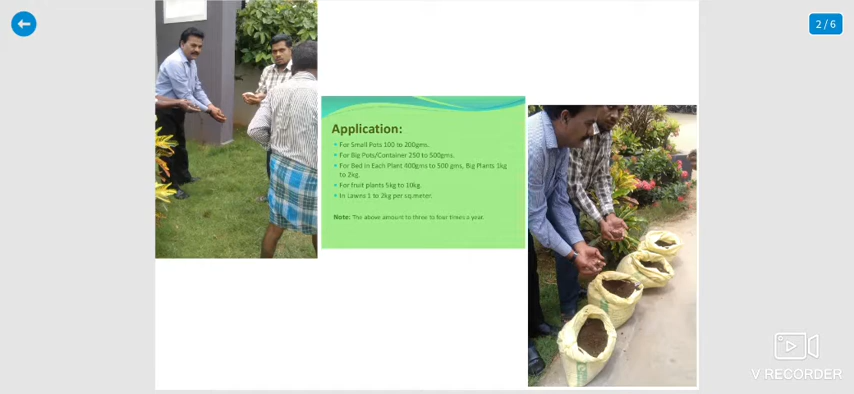 2 / 6
Application:
For Small Pots 100 to 200gms.
For Big Pots/Container 250 to 500gms.
For Bed in Each Plant 400gms to 500 gms, Big Plants 1kg
to 2kg.
For fruit plants 5kg to 10kg.
In Lawns 1 to 2kg per sq.meter.
Note: The above amount to three to four times a year.
V RECORDER